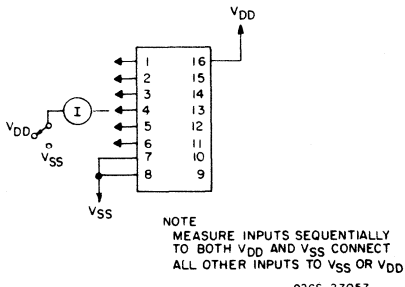 VDD
1 16
2 15
3 14
I
4 13
VDD
5 12
VSS
6 11
7 10
8 9
VSS
NOTE
MEASURE INPUTS SEQUENTIALLY
TO BOTH VDD AND VSS CONNECT
ALL OTHER INPUTS TO VSS OR VDD